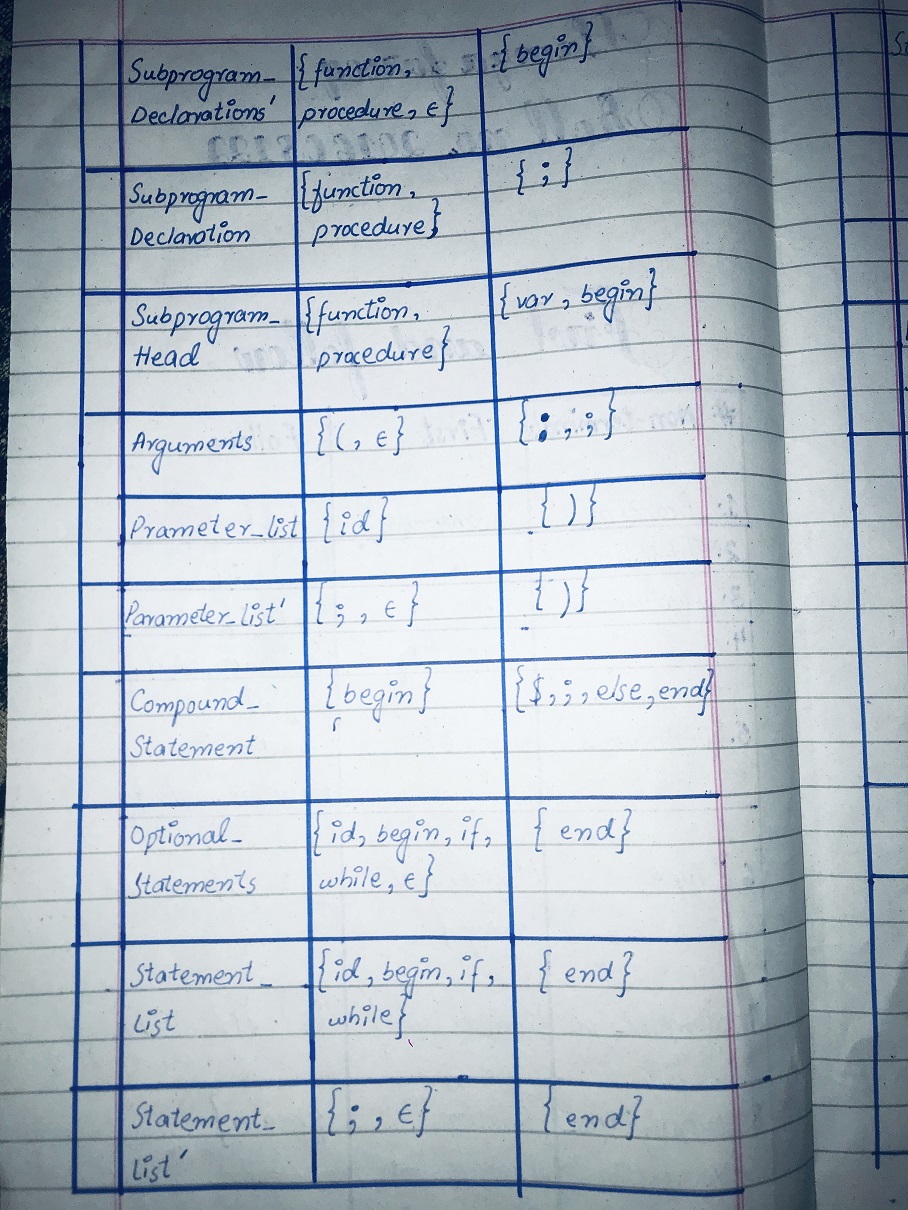 Subprogram_ {function, {begin}
Declarations' procedure, ε}
Subprogram_ {function, {;}
Declaration procedure}
Subprogram_ {function, {var, begin}
Head procedure}
Arguments {(, ε} {;,;}
Prameter_list {id} {)}
Parameter_list' {;, ε} {)}
Compound_ {begin} {$,;,else,end}
Statement
Optional_ {id, begin, if, {end}
Statements while, ε}
Statement_ {id, begin, if, {end}
List while}
Statement_ {;, ε} {end}
List'